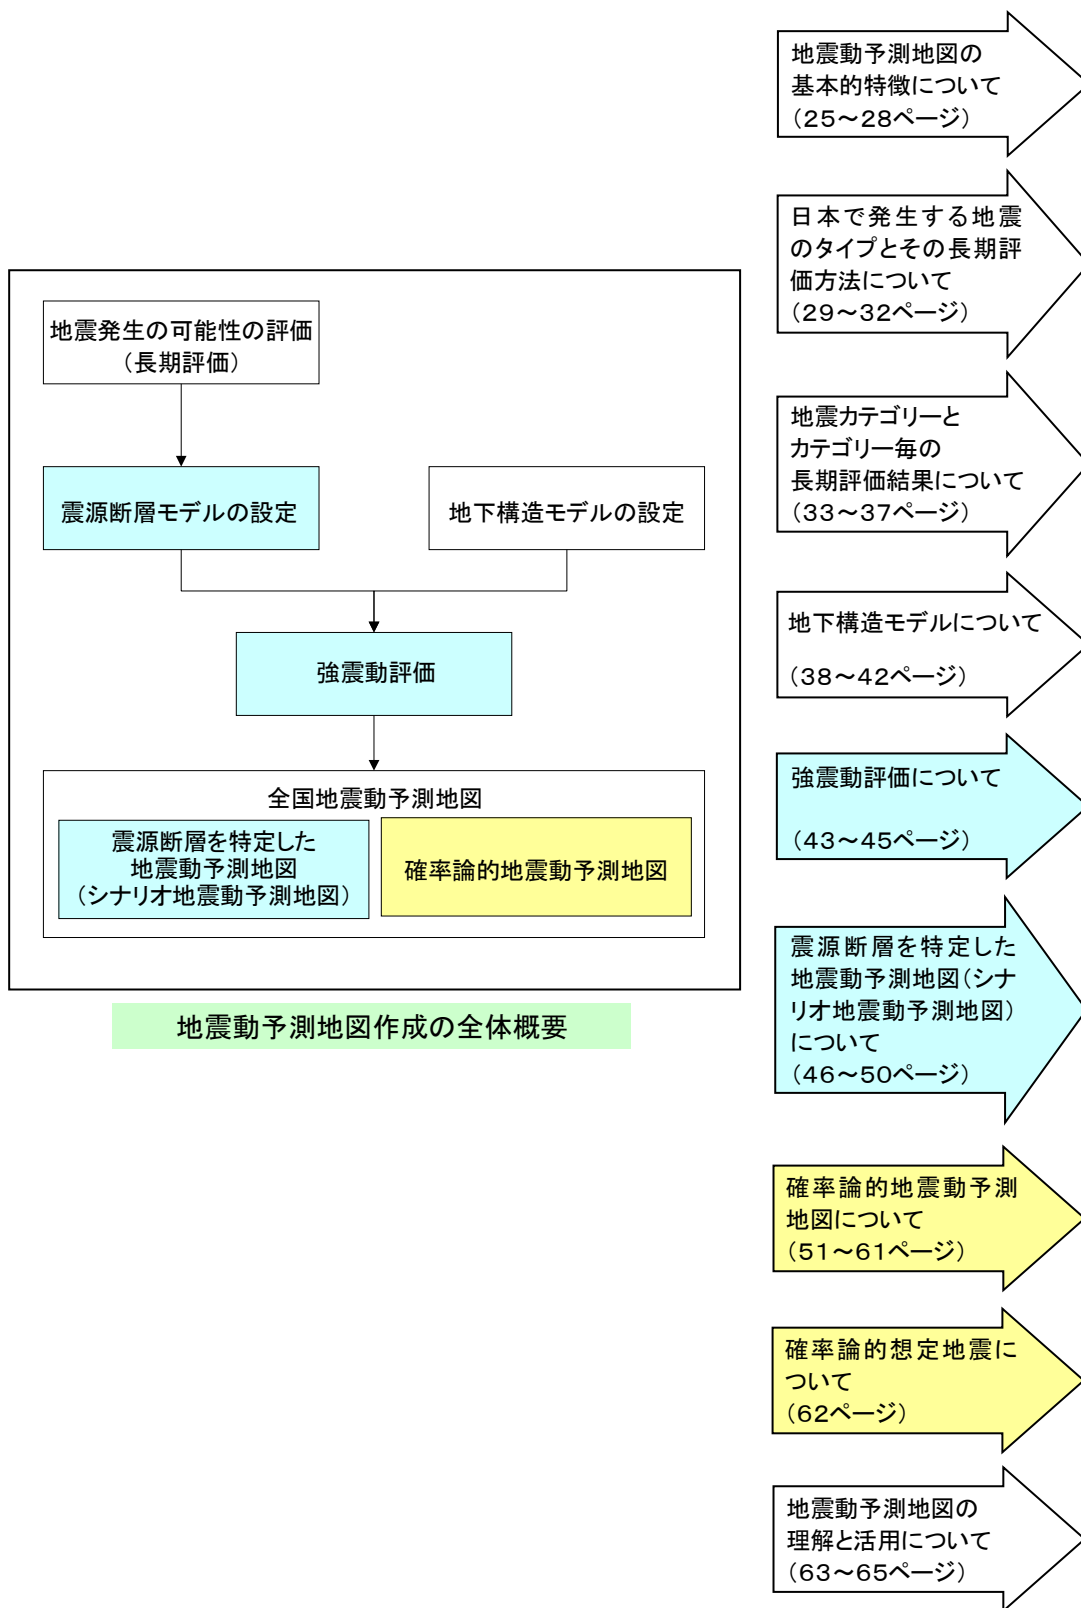 地震動予測地図の
基本的特徴について
（25～28ページ）
日本で発生する地震
のタイプとその長期評
価方法について
（29～32ページ）
地震カテゴリーと
カテゴリー毎の
長期評価結果について
（33～37ページ）
地下構造モデルについて
（38～42ページ）
強震動評価について
（43～45ページ）
震源断層を特定した
地震動予測地図（シナ
リオ地震動予測地図）
について
（46～50ページ）
確率論的地震動予測
地図について
（51～61ページ）
確率論的想定地震に
ついて
（62ページ）
地震動予測地図の
理解と活用について
（63～65ページ）
地震発生の可能性の評価
（長期評価）
震源断層モデルの設定
地下構造モデルの設定
強震動評価
全国地震動予測地図
震源断層を特定した
地震動予測地図
（シナリオ地震動予測地図）
確率論的地震動予測地図
地震動予測地図作成の全体概要